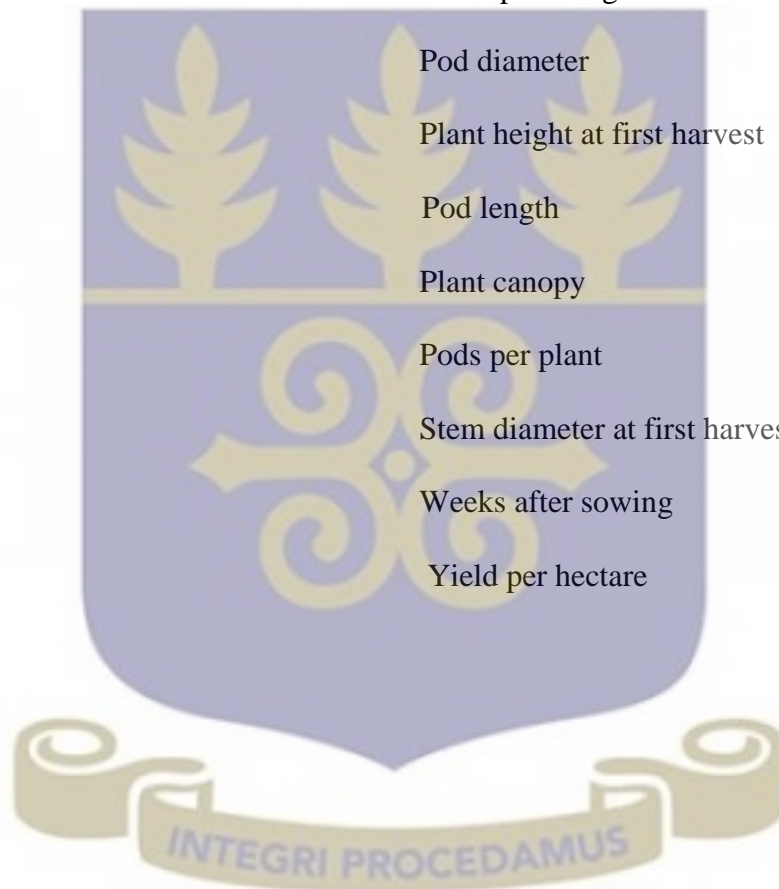 Pod diameter
Plant height at first harvest
Pod length
Plant canopy
Pods per plant
Stem diameter at first harves
Weeks after sowing
Yield per hectare
INTEGRI PROCEDAMUS